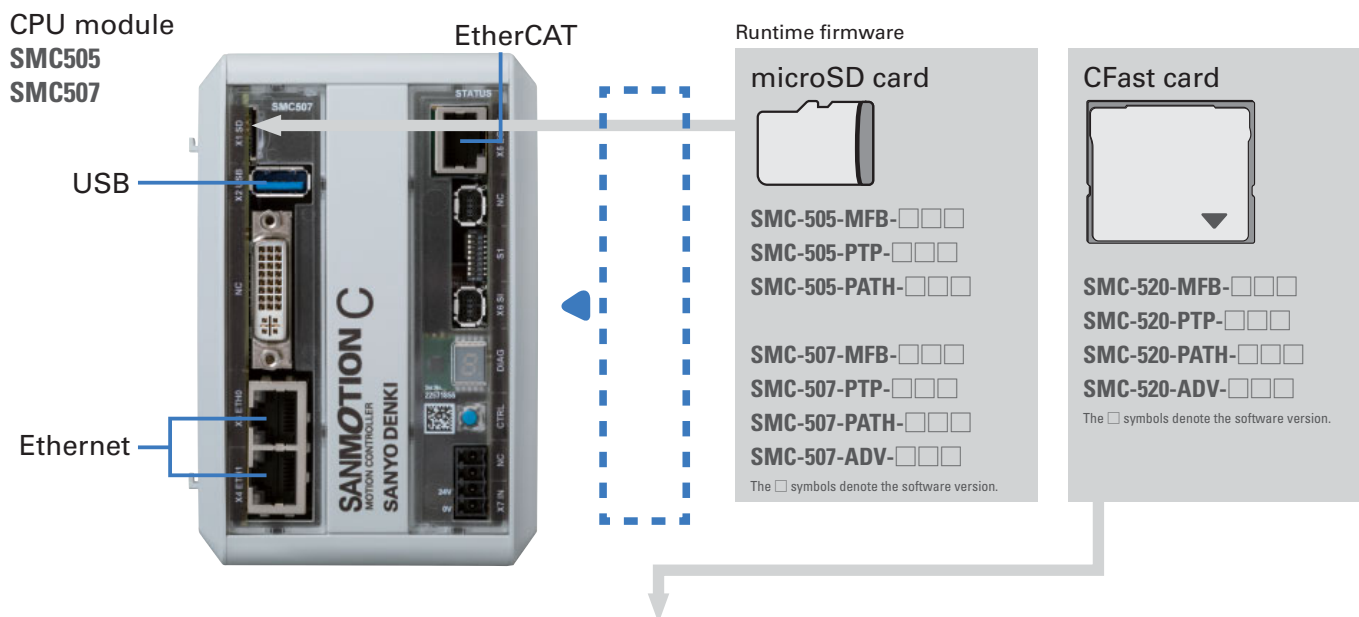 CPU module
SMC505
SMC507
EtherCAT
USB
Ethernet
SMC507
STATUS
X1 SD
X2 USB
NC
X3 ETH0
X4 ETH1
SANMOTION C
MOTION CONTROLLER
SANYO DENKI
X5
NC
S1
X6 SI
DIAG
CTRL
NC
X7 IN
24V
0V
Runtime firmware
microSD card
SMC-505-MFB-□□□
SMC-505-PTP-□□□
SMC-505-PATH-□□□
SMC-507-MFB-□□□
SMC-507-PTP-□□□
SMC-507-PATH-□□□
SMC-507-ADV-□□□
The □ symbols denote the software version.
CFast card
SMC-520-MFB-□□□
SMC-520-PTP-□□□
SMC-520-PATH-□□□
SMC-520-ADV-□□□
The □ symbols denote the software version.